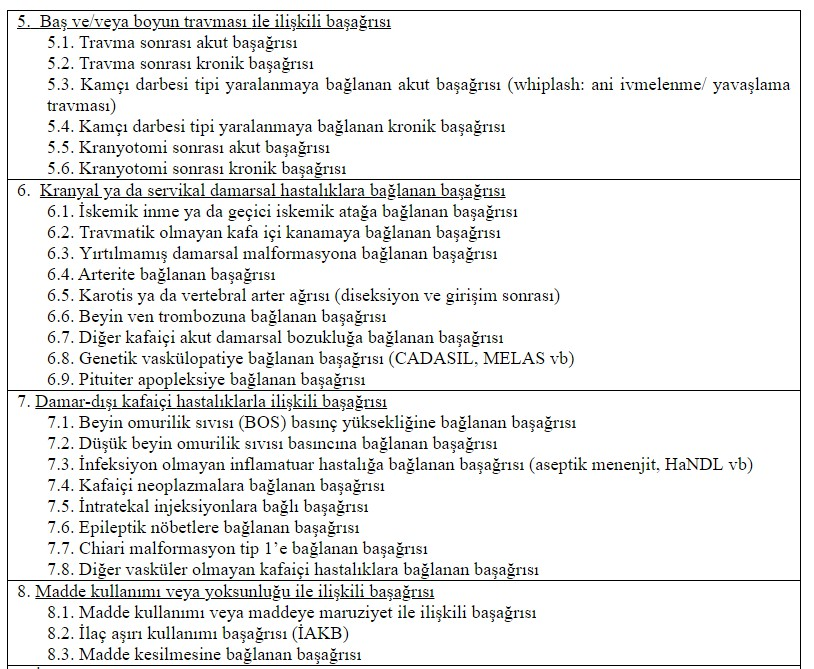 5. Baş ve/veya boyun travması ile ilişkili başağrısı
5.1. Travma sonrası akut başağrısı
5.2. Travma sonrası kronik başağrısı
5.3. Kamçı darbesi tipi yaralanmaya bağlanan akut başağrısı (whiplash: ani ivmelenme/ yavaşlama
travması)
5.4. Kamçı darbesi tipi yaralanmaya bağlanan kronik başağrısı
5.5. Kranyotomi sonrası akut başağrısı
5.6. Kranyotomi sonrası kronik başağrısı
6. Kranyal ya da servikal damarsal hastalıklara bağlanan başağrısı
6.1. İskemik inme ya da geçici iskemik atağa bağlanan başağrısı
6.2. Travmatik olmayan kafa içi kanamaya bağlanan başağrısı
6.3. Yırtılmamış damarsal malformasyona bağlanan başağrısı
6.4. Arterite bağlanan başağrısı
6.5. Karotis ya da vertebral arter ağrısı (diseksiyon ve girişim sonrası)
6.6. Beyin ven trombozuna bağlanan başağrısı
6.7. Diğer kafaiçi akut damarsal bozukluğa bağlanan başağrısı
6.8. Genetik vaskülopatiye bağlanan başağrısı (CADASIL, MELAS vb)
6.9. Pituiter apopleksiye bağlanan başağrısı
7. Damar-dışı kafaiçi hastalıklarla ilişkili başağrısı
7.1. Beyin omurilik sıvısı (BOS) basınç yüksekliğine bağlanan başağrısı
7.2. Düşük beyin omurilik sıvısı basıncına bağlanan başağrısı
7.3. İnfeksiyon olmayan inflamatuar hastalığa bağlanan başağrısı (aseptik menenjit, HaNDL vb)
7.4. Kafaiçi neoplazmalara bağlanan başağrısı
7.5. İntratekal injeksiyonlara bağlı başağrısı
7.6. Epileptik nöbetlere bağlanan başağrısı
7.7. Chiari malformasyon tip 1’e bağlanan başağrısı
7.8. Diğer vasküler olmayan kafaiçi hastalıklara bağlanan başağrısı
8. Madde kullanımı veya yoksunluğu ile ilişkili başağrısı
8.1. Madde kullanımı veya maddeye maruziyet ile ilişkili başağrısı
8.2. İlaç aşırı kullanımı başağrısı (İAKB)
8.3. Madde kesilmesine bağlanan başağrısı